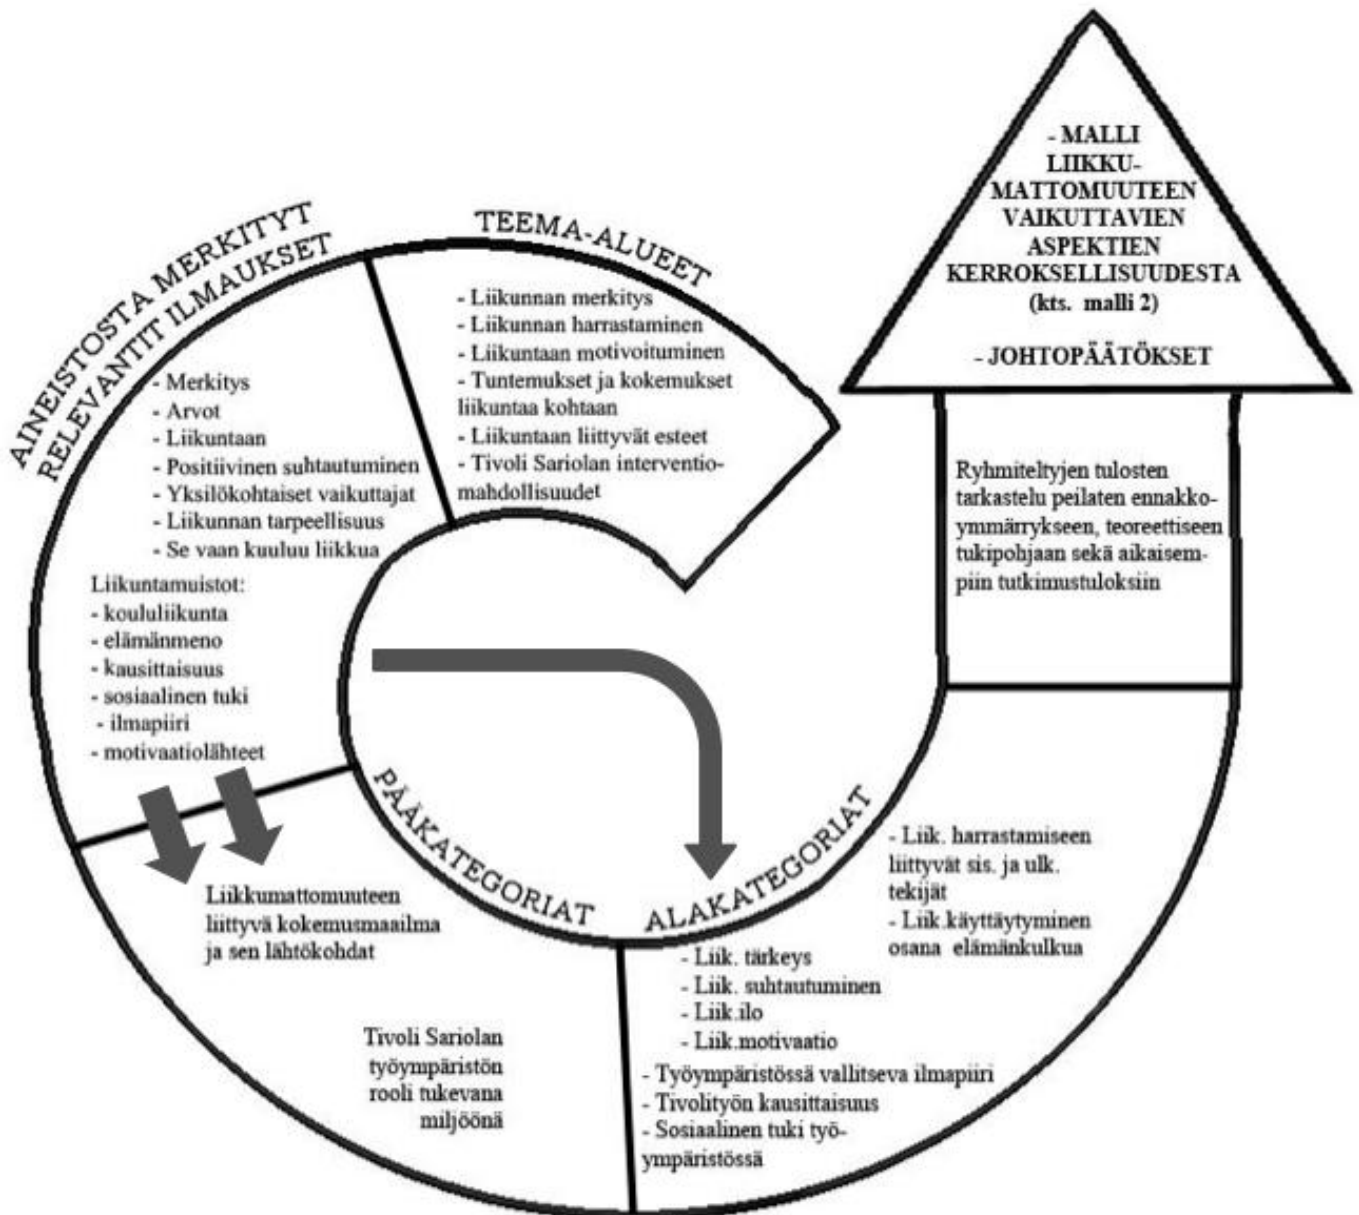 TEEMA-ALUEET
- Liikunnan merkitys
- Liikunnan harrastaminen
- Liikuntaan motivoituminen
- Tuntemukset ja kokemukset
liikuntaa kohtaan
- Liikuntaan liittyvät esteet
- Tivoli Sariolan interventio-
mahdollisuudet
AINEISTOSTA MERKITYT
RELEVANTIT ILMAUKSET
- Merkitys
- Arvot
- Liikuntaan
- Positiivinen suhtautuminen
- Yksilökohtaiset vaikuttajat
- Liikunnan tarpeellisuus
- Se vaan kuuluu liikkua
Liikuntamuistot:
- koululiikunta
- elämänmeno
- kausittaisuus
- sosiaalinen tuki
- ilmapiiri
- motivaatiolähteet
PÄÄKATEGORIAT
Liikkumattomuuteen
liittyvä kokemusmaailma
ja sen lähtökohdat
Tivoli Sariolan
työympäristön
rooli tukevana
miljöönä
ALAKATEGORIAT
- Liik. tärkeys
- Liik. suhtautuminen
- Liik.ilo
- Liik.motivaatio
- Työympäristössä vallitseva ilmapiiri
- Tivolityön kausittaisuus
- Sosiaalinen tuki työ-
ympäristössä
- Liik. harrastamiseen
liittyvät sis. ja ulk.
tekijät
- Liik.käyttäytyminen
osana elämänkulkua
Ryhmiteltyjen tulosten
tarkastelu peilaten ennakko-
ymmärrykseen, teoreettiseen
tukipohjaan sekä aikaisem-
piin tutkimustuloksiin
- MALLI
LIIKKU-
MATTOMUUTEEN
VAIKUTTAVIEN
ASPEKTIEN
KERROKSELLISUUDESTA
(kts. malli 2)
- JOHTOPÄÄTÖKSET